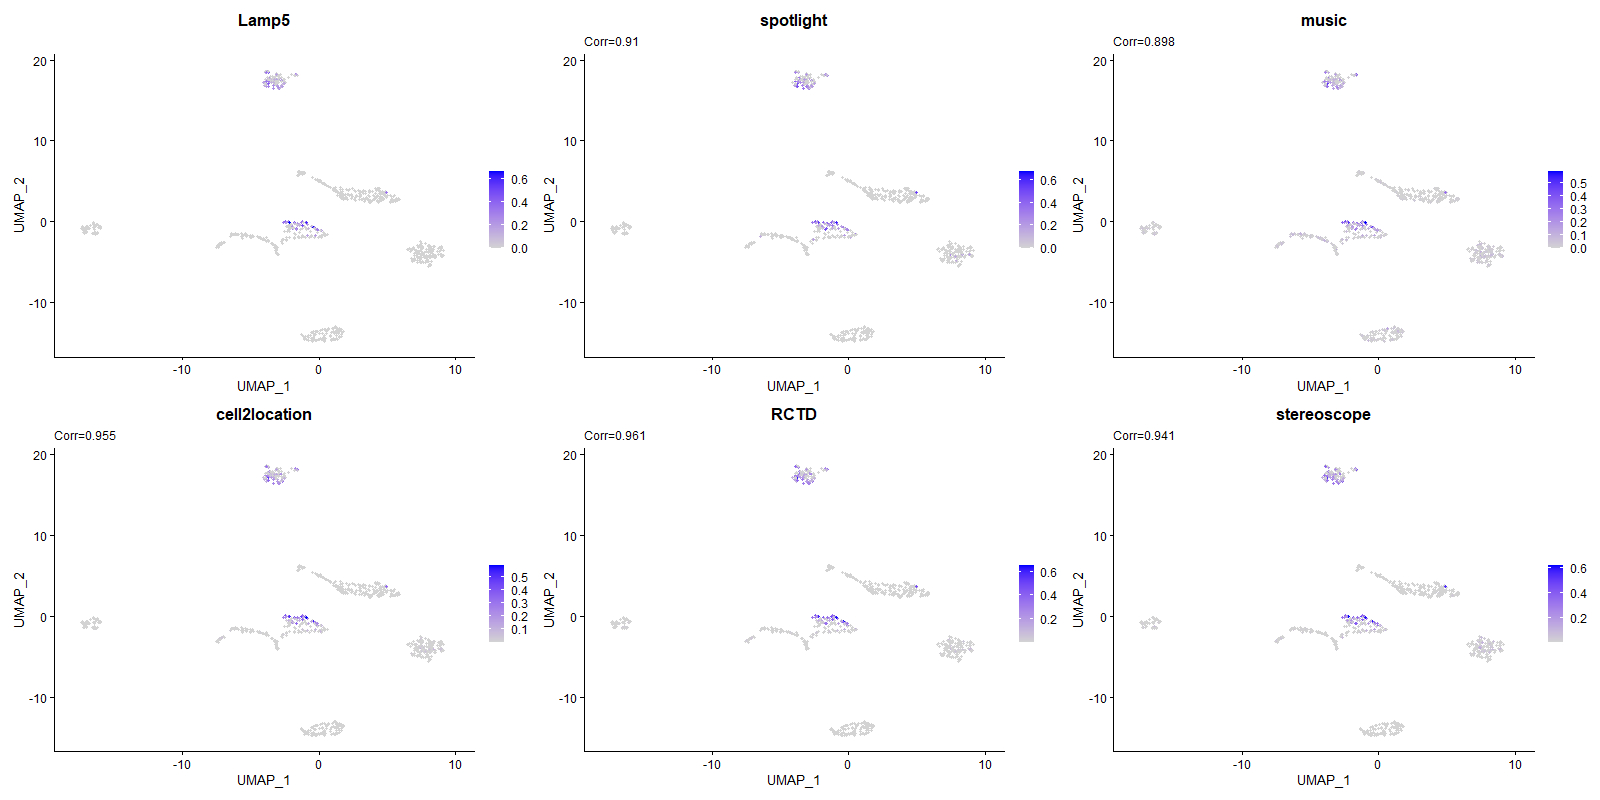 Lamp5
20
10
0
-10
-10
0
10
UMAP_1
UMAP_2
0.6
0.4
0.2
0.0
spotlight
Corr=0.91
20
10
0
-10
-10
0
10
UMAP_1
UMAP_2
0.6
0.4
0.2
0.0
music
Corr=0.898
20
10
0
-10
-10
0
10
UMAP_1
UMAP_2
0.5
0.4
0.3
0.2
0.1
0.0
cell2location
Corr=0.955
20
10
0
-10
-10
0
10
UMAP_1
UMAP_2
0.5
0.4
0.3
0.2
0.1
RCTD
Corr=0.961
20
10
0
-10
-10
0
10
UMAP_1
UMAP_2
0.6
0.4
0.2
stereoscope
Corr=0.941
20
10
0
-10
-10
0
10
UMAP_1
UMAP_2
0.6
0.4
0.2